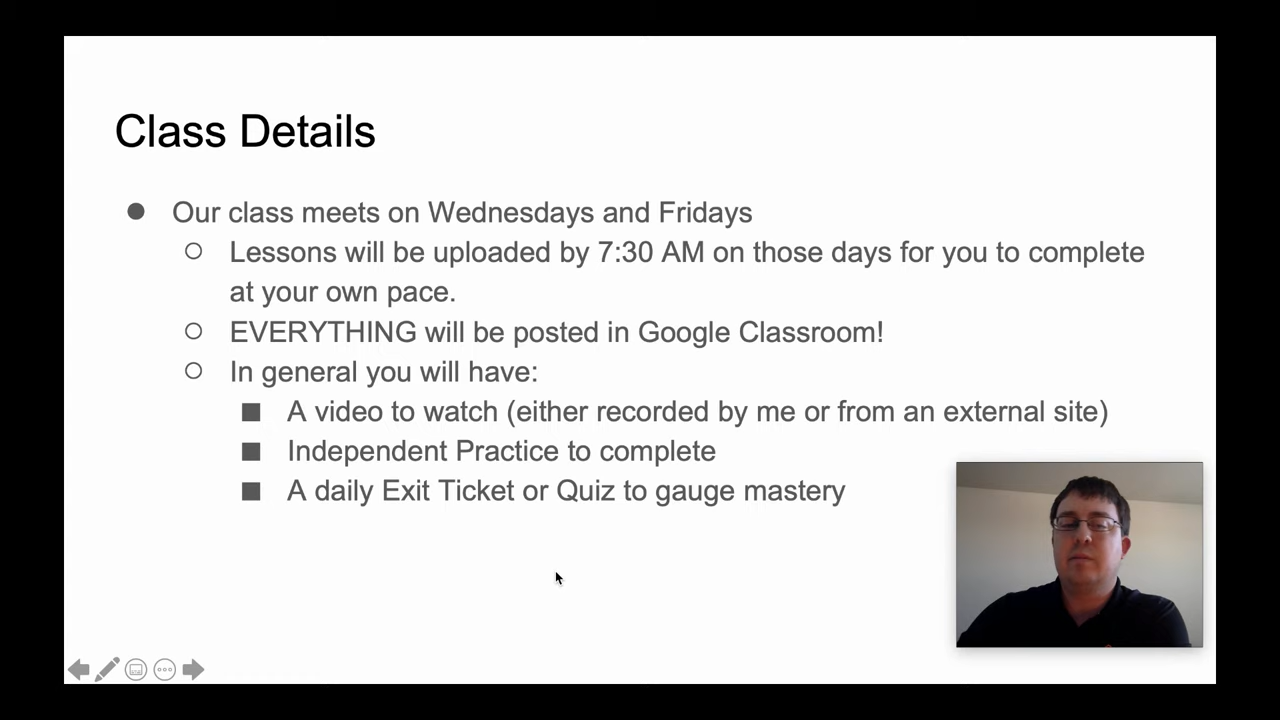 Class Details
Our class meets on Wednesdays and Fridays
Lessons will be uploaded by 7:30 AM on those days for you to complete
at your own pace.
EVERYTHING will be posted in Google Classroom!
In general you will have:
A video to watch (either recorded by me or from an external site)
Independent Practice to complete
A daily Exit Ticket or Quiz to gauge mastery